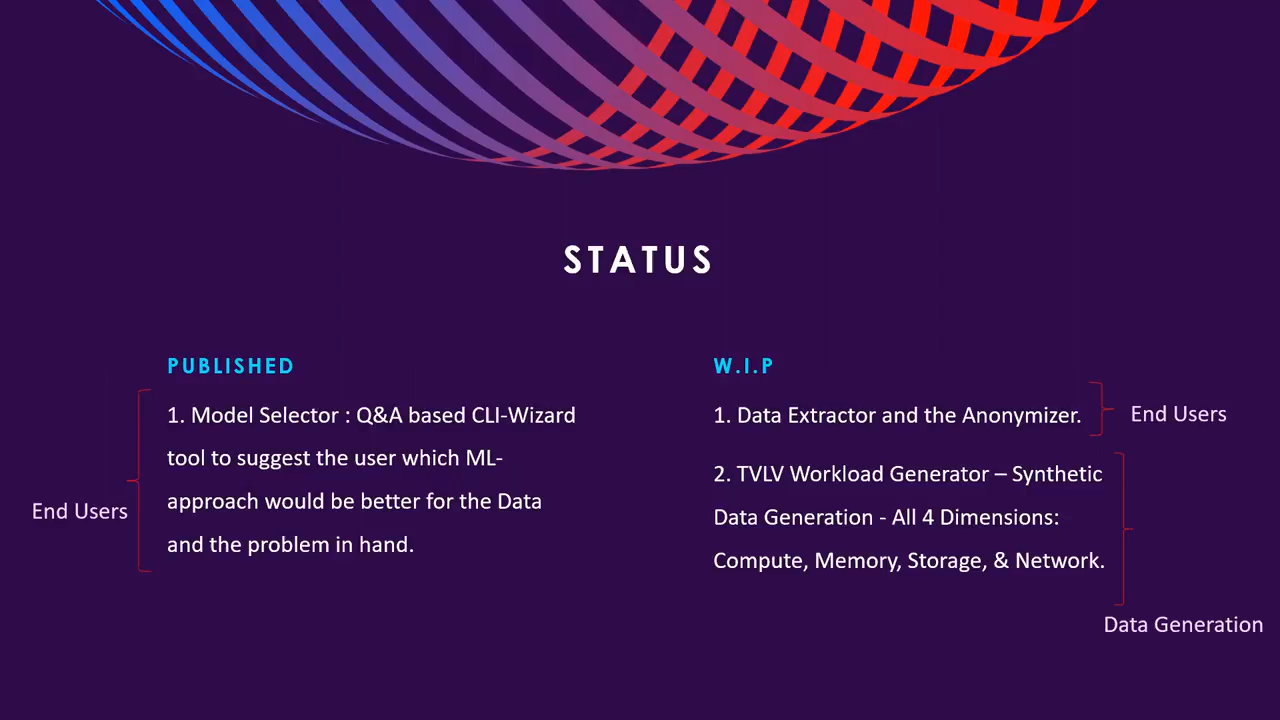 STATUS
PUBLISHED
1. Model Selector : Q&A based CLI-Wizard
tool to suggest the user which ML-
approach would be better for the Data
and the problem in hand.
End Users
W.I.P
1. Data Extractor and the Anonymizer.
End Users
2. TVLV Workload Generator – Synthetic
Data Generation - All 4 Dimensions:
Compute, Memory, Storage, & Network.
Data Generation